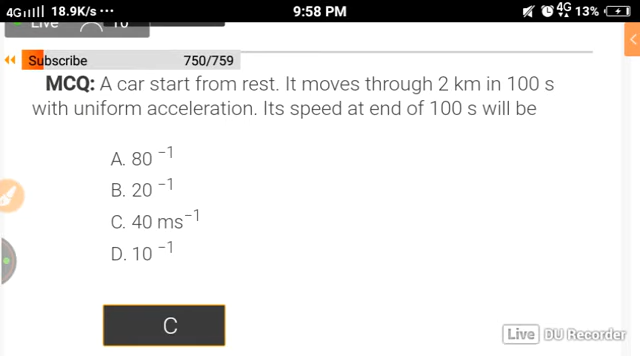 4G 18.9K/s ••• 9:58 PM 4G 13%
Live 10
Subscribe 750/759
MCQ: A car start from rest. It moves through 2 km in 100 s
with uniform acceleration. Its speed at end of 100 s will be
A. 80 ⁻¹
B. 20 ⁻¹
C. 40 ms⁻¹
D. 10 ⁻¹
C
Live DU Recorder